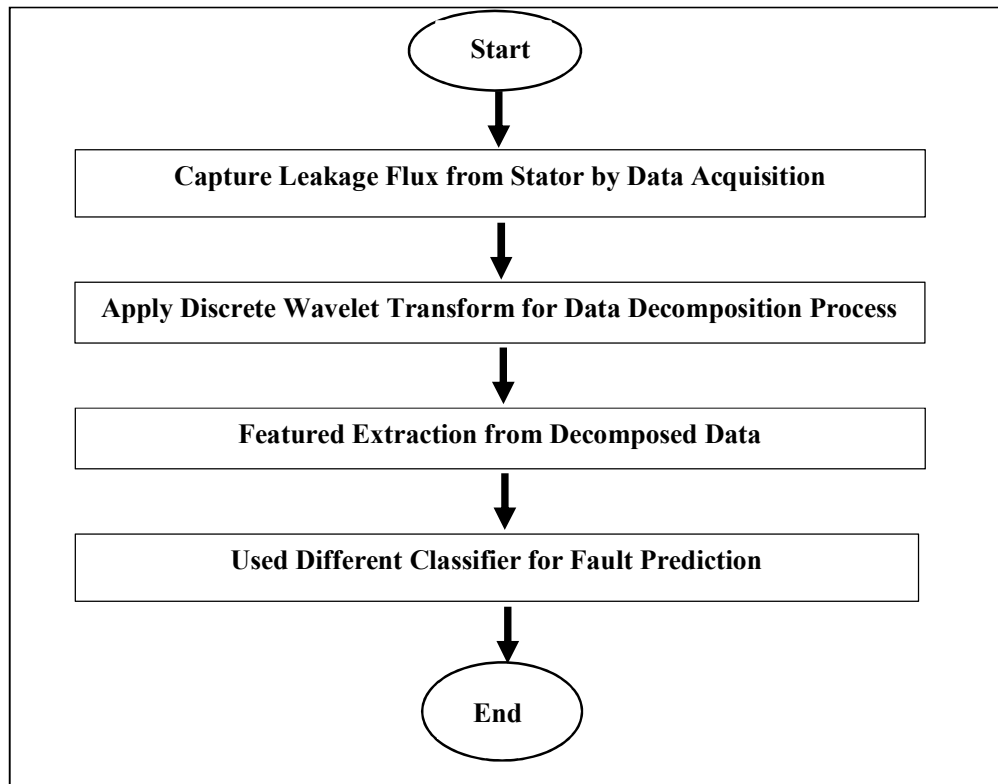 Start
Capture Leakage Flux from Stator by Data Acquisition
Apply Discrete Wavelet Transform for Data Decomposition Process
Featured Extraction from Decomposed Data
Used Different Classifier for Fault Prediction
End